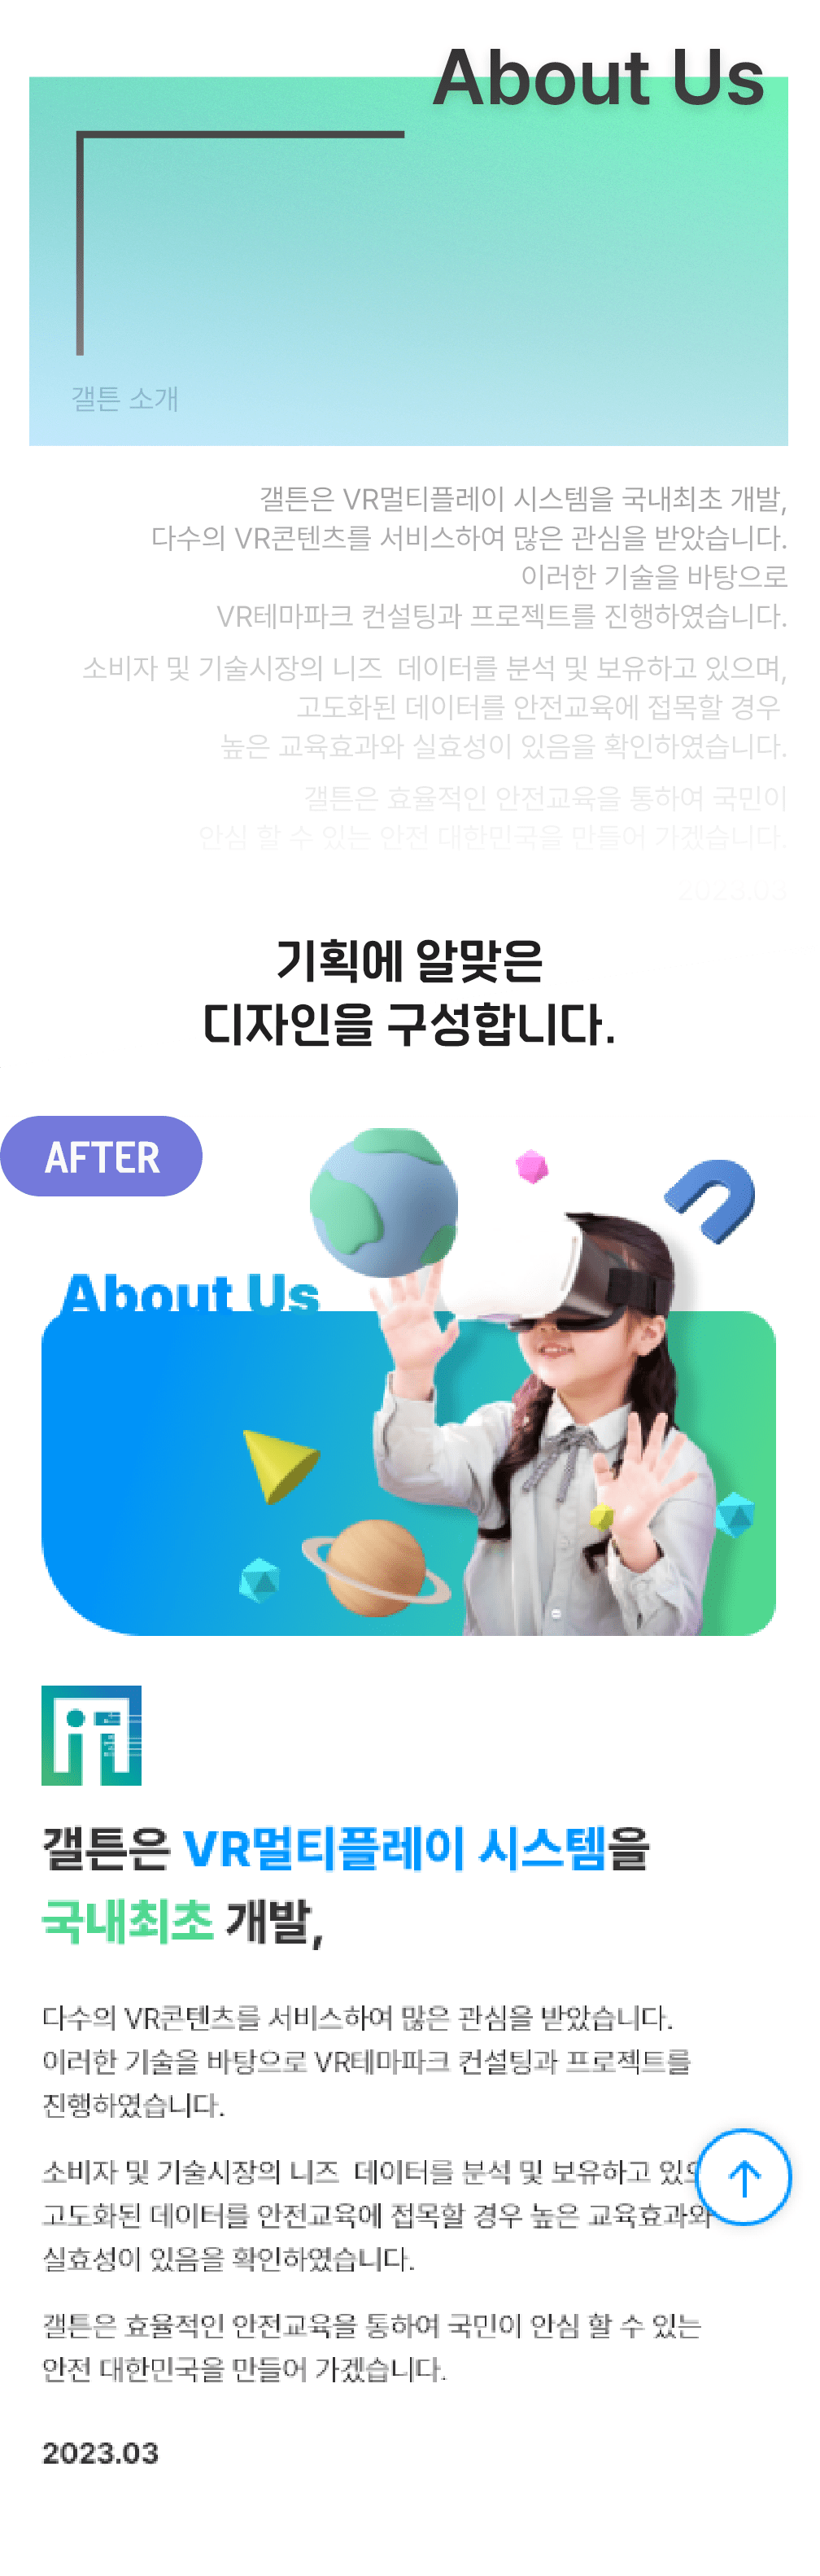 About Us
갤튼 소개
갤튼은 VR멀티플레이 시스템을 국내최초 개발,
다수의 VR콘텐츠를 서비스하여 많은 관심을 받았습니다.
이러한 기술을 바탕으로
VR테마파크 컨설팅과 프로젝트를 진행하였습니다.
소비자 및 기술시장의 니즈 데이터를 분석 및 보유하고 있으며,
고도화된 데이터를 안전교육에 접목할 경우
높은 교육효과와 실효성이 있음을 확인하였습니다.
갤튼은 효율적인 안전교육을 통하여 국민이
안심 할 수 있는 안전 대한민국을 만들어 가겠습니다.
2023.03
기획에 알맞은
디자인을 구성합니다.
AFTER
About Us
갤튼은 VR멀티플레이 시스템을
국내최초 개발,
다수의 VR콘텐츠를 서비스하여 많은 관심을 받았습니다.
이러한 기술을 바탕으로 VR테마파크 컨설팅과 프로젝트를
진행하였습니다.
소비자 및 기술시장의 니즈 데이터를 분석 및 보유하고
고도화된 데이터를 안전교육에 접목할 경우 높은 교육효과와
실효성이 있음을 확인하였습니다.
갤튼은 효율적인 안전교육을 통하여 국민이 안심 할 수 있는
안전 대한민국을 만들어 가겠습니다.
2023.03